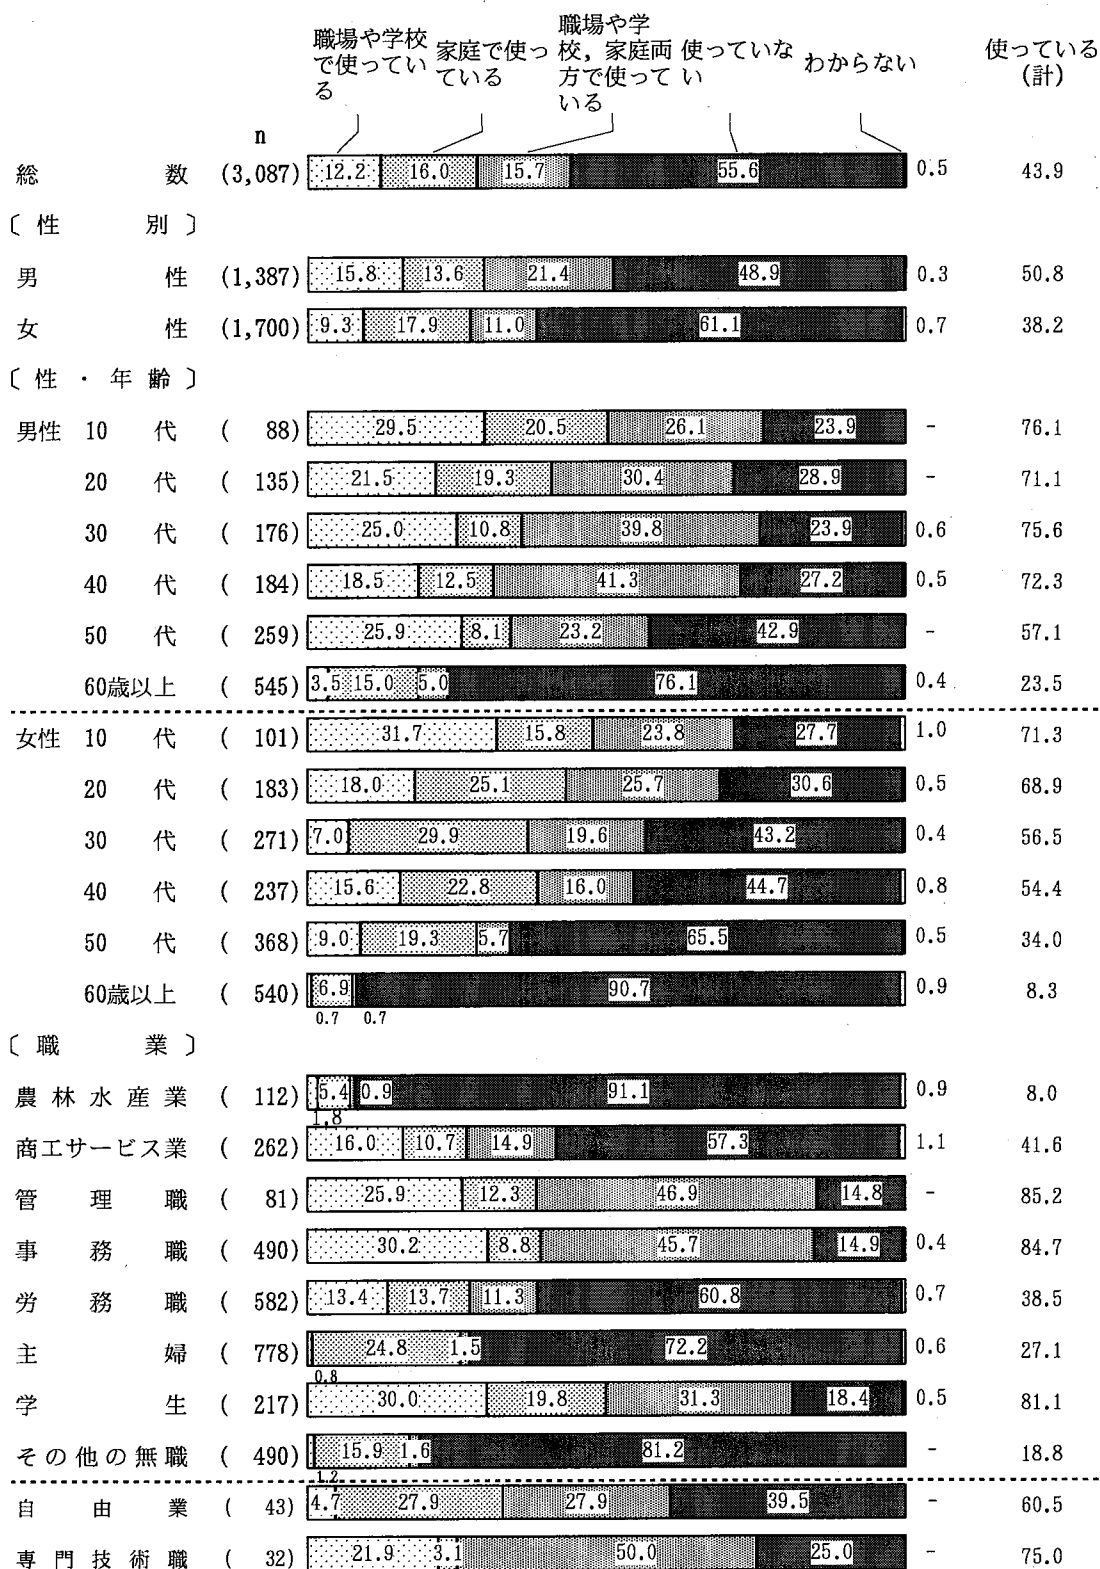 職場や学校で使っている
家庭で使っている
職場や学校，家庭両方で使っている
使っていない
わからない
使っている(計)
n
総数 (3,087) 12.2 16.0 15.7 55.6 0.5 43.9
〔性別〕
男性 (1,387) 15.8 13.6 21.4 48.9 0.3 50.8
女性 (1,700) 9.3 17.9 11.0 61.1 0.7 38.2
〔性・年齢〕
男性 10代 ( 88) 29.5 20.5 26.1 23.9 - 76.1
20代 ( 135) 21.5 19.3 30.4 28.9 - 71.1
30代 ( 176) 25.0 10.8 39.8 23.9 0.6 75.6
40代 ( 184) 18.5 12.5 41.3 27.2 0.5 72.3
50代 ( 259) 25.9 8.1 23.2 42.9 - 57.1
60歳以上 ( 545) 3.5 15.0 5.0 76.1 0.4 23.5
女性 10代 ( 101) 31.7 15.8 23.8 27.7 1.0 71.3
20代 ( 183) 18.0 25.1 25.7 30.6 0.5 68.9
30代 ( 271) 7.0 29.9 19.6 43.2 0.4 56.5
40代 ( 237) 15.6 22.8 16.0 44.7 0.8 54.4
50代 ( 368) 9.0 19.3 5.7 65.5 0.5 34.0
60歳以上 ( 540) 6.9 90.7 0.9 8.3
0.7 0.7
〔職業〕
農林水産業 ( 112) 5.4 0.9 91.1 0.9 8.0
1.8
商工サービス業 ( 262) 16.0 10.7 14.9 57.3 1.1 41.6
管理職 ( 81) 25.9 12.3 46.9 14.8 - 85.2
事務職 ( 490) 30.2 8.8 45.7 14.9 0.4 84.7
労務職 ( 582) 13.4 13.7 11.3 60.8 0.7 38.5
主婦 ( 778) 24.8 1.5 72.2 0.6 27.1
0.8
学生 ( 217) 30.0 19.8 31.3 18.4 0.5 81.1
その他の無職 ( 490) 15.9 1.6 81.2 - 18.8
1.2
自由業 ( 43) 4.7 27.9 27.9 39.5 - 60.5
専門技術職 ( 32) 21.9 3.1 50.0 25.0 - 75.0